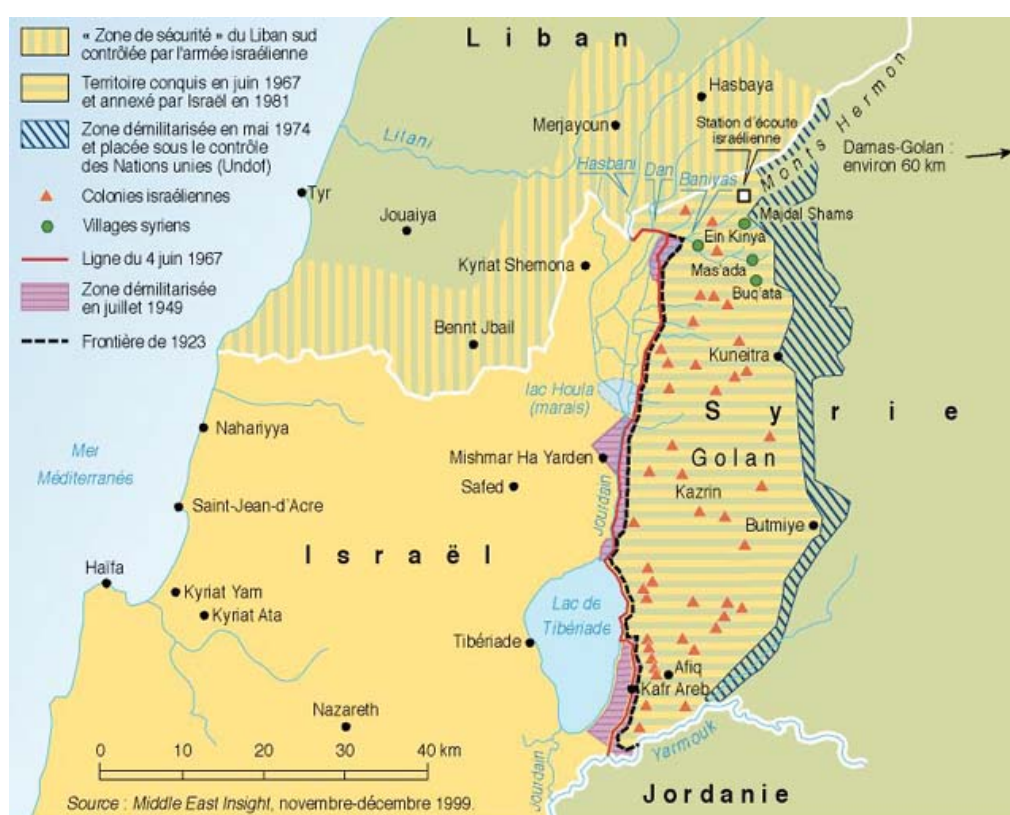 « Zone de sécurité » du Liban sud
contrôlée par l'armée israélienne
Territoire conquis en juin 1967
et annexé par Israël en 1981
Zone démilitarisée en mai 1974
et placée sous le contrôle
des Nations unies (Undof)
Colonies israéliennes
Villages syriens
Ligne du 4 juin 1967
Zone démilitarisée
en juillet 1949
Frontière de 1923
Liban
Hasbaya
Merjayoun
Station d'écoute
israélienne
Monts Hermon
Damas-Golan :
environ 60 km
Litani
Hasbani
Dan
Baniyas
Tyr
Jouaiya
Majdal Shams
Ein Kinya
Kyriat Shemona
Mas'ada
Buq'ata
Bennt Jbail
Kuneitra
lac Houla
(marais)
Syrie
Nahariyya
Mer
Méditerranée
Mishmar Ha Yarden
Golan
Safed
Kazrin
Jourdain
Saint-Jean-d'Acre
Butmiye
Israël
Haïfa
Kyriat Yam
Kyriat Ata
Lac de
Tibériade
Tibériade
Afiq
Kafr Areb
Nazareth
Yarmouk
0 10 20 30 40 km
Jourdain
Jordanie
Source : Middle East Insight, novembre-décembre 1999.